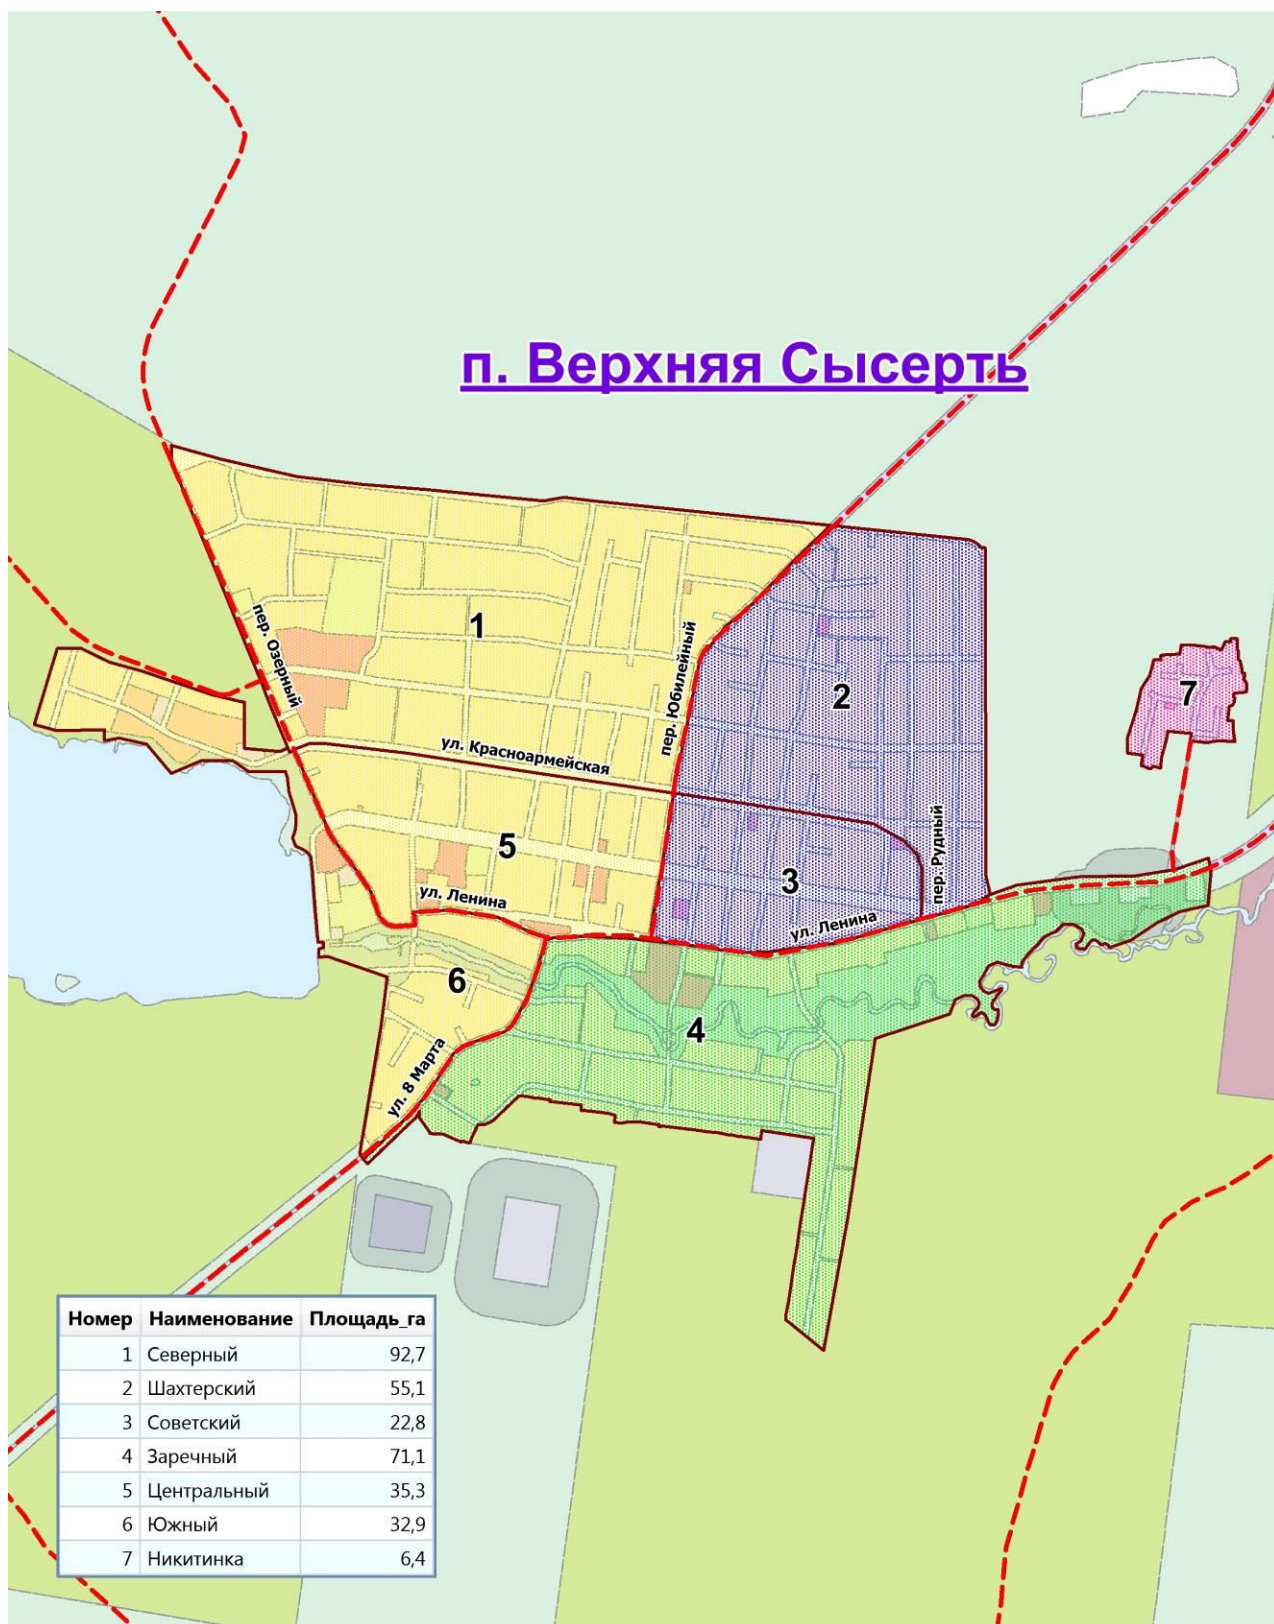 п. Верхняя Сысерть
1
пер. Озерный
пер. Юбилейный
2
7
ул. Красноармейская
5
3
пер. Рудный
ул. Ленина
ул. Ленина
6
4
ул. 8 Марта
Номер Наименование Площадь_га
1 Северный 92,7
2 Шахтерский 55,1
3 Советский 22,8
4 Заречный 71,1
5 Центральный 35,3
6 Южный 32,9
7 Никитинка 6,4